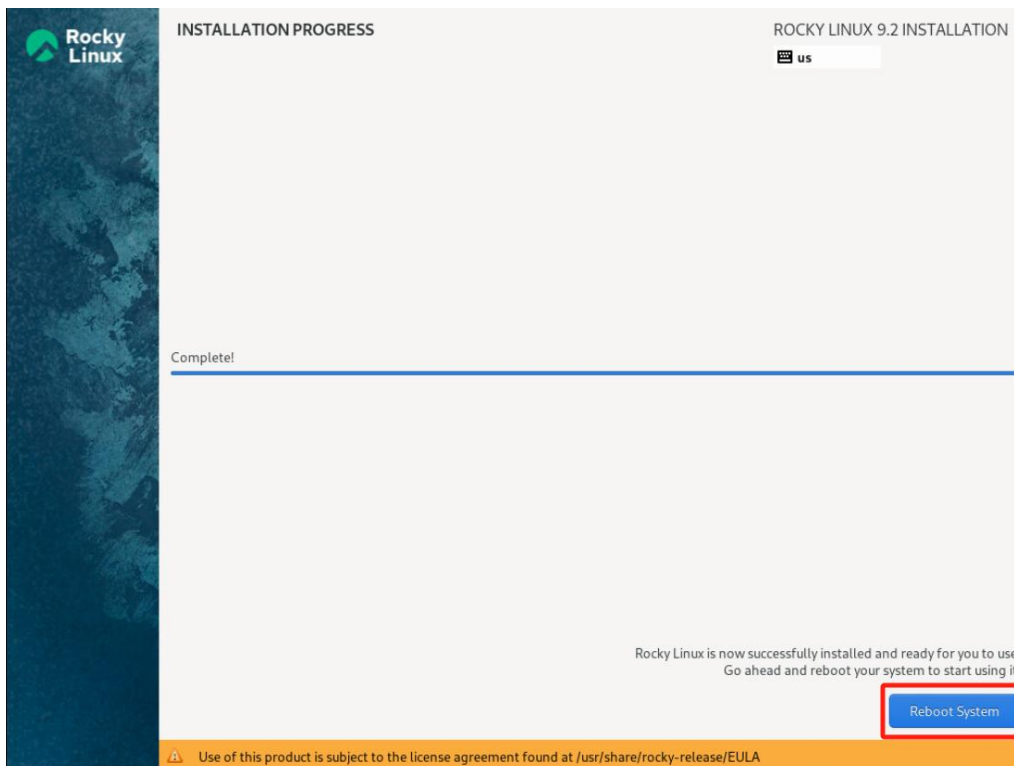 Rocky
Linux
INSTALLATION PROGRESS
ROCKY LINUX 9.2 INSTALLATION
us
Complete!
Rocky Linux is now successfully installed and ready for you to use
Go ahead and reboot your system to start using it
Reboot System
Use of this product is subject to the license agreement found at /usr/share/rocky-release/EULA